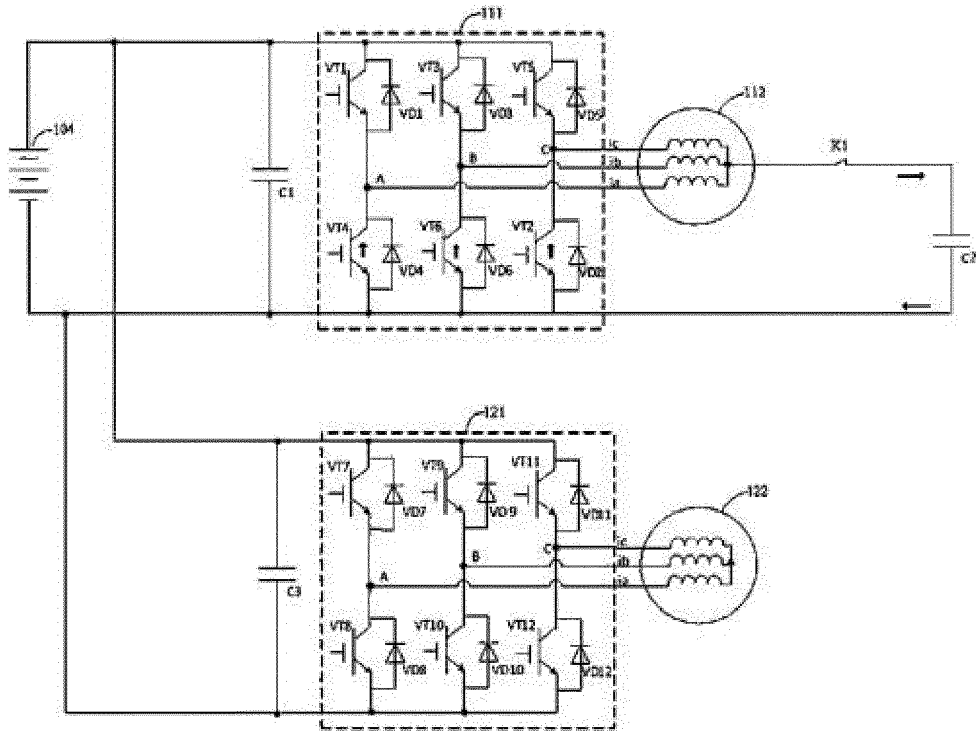 111
VT1
VT3
VT5
VD1
VD3
VD5
112
104
ic
K1
C
ib
B
ia
A
C1
VT4
VT6
VT2
C2
VD4
VD6
VD2
121
VT7
VT9
VT11
122
VD7
VD9
VD11
ic
C
ib
B
ia
A
C3
VT8
VT10
VT12
VD8
VD10
VD12